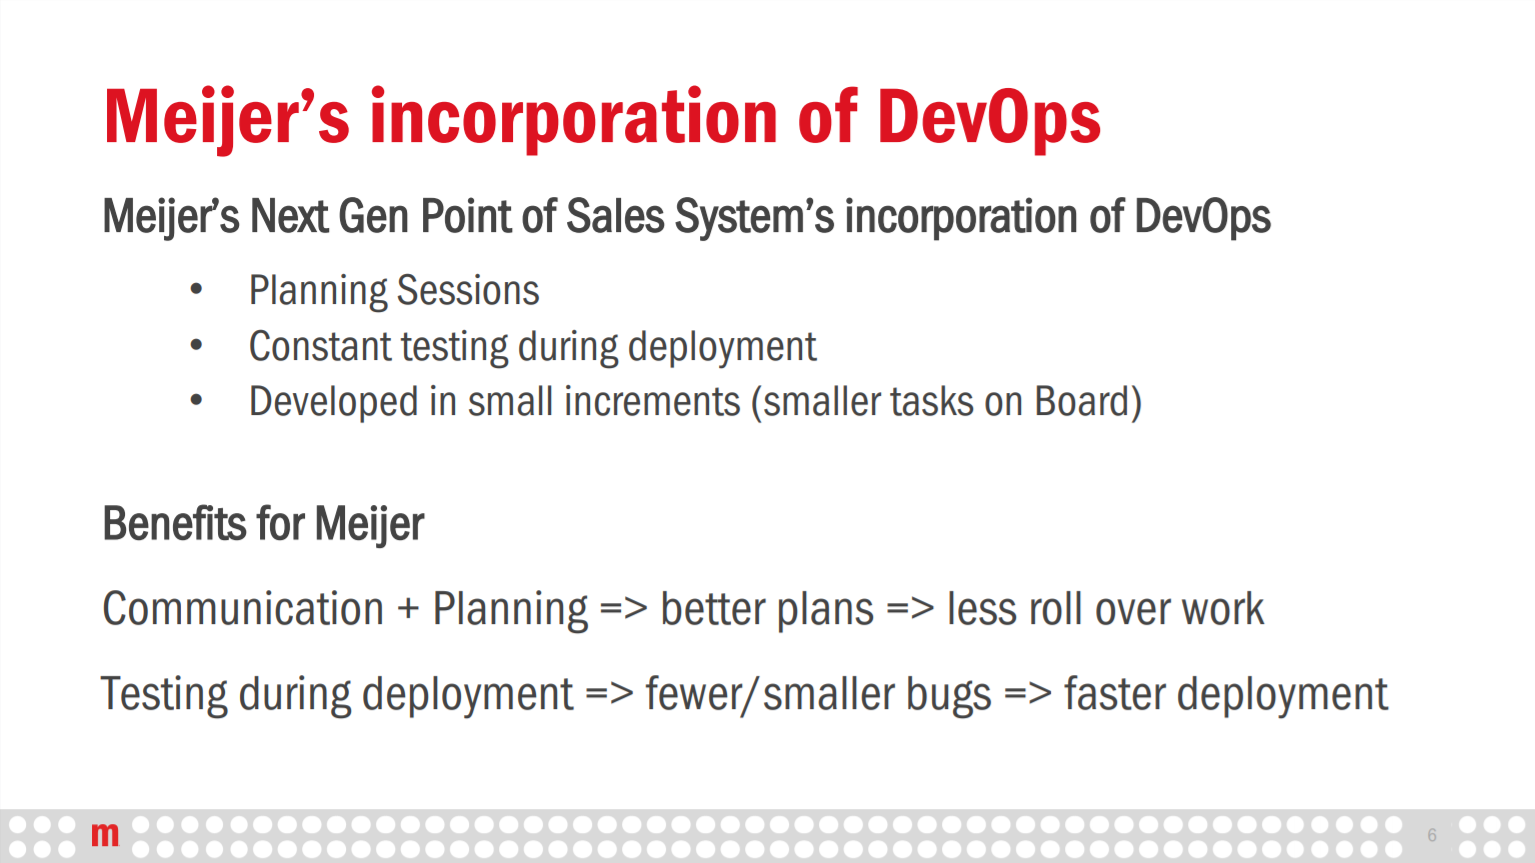 Meijer’s incorporation of DevOps
Meijer’s Next Gen Point of Sales System’s incorporation of DevOps
• Planning Sessions
• Constant testing during deployment
• Developed in small increments (smaller tasks on Board)
Benefits for Meijer
Communication + Planning => better plans => less roll over work
Testing during deployment => fewer/smaller bugs => faster deployment
m
6